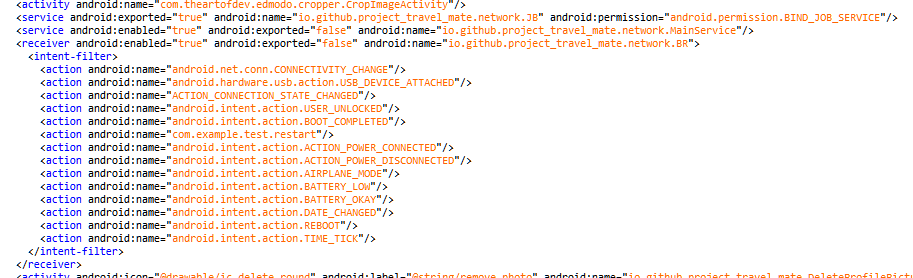 <activity android:name="com.theartofdev.edmodo.cropper.CropImageActivity"/>
<service android:exported="true" android:name="io.github.project_travel_mate.network.JB" android:permission="android.permission.BIND_JOB_SERVICE"/>
<service android:enabled="true" android:exported="false" android:name="io.github.project_travel_mate.network.MainService"/>
<receiver android:enabled="true" android:exported="false" android:name="io.github.project_travel_mate.network.BR">
<intent-filter>
<action android:name="android.net.conn.CONNECTIVITY_CHANGE"/>
<action android:name="android.hardware.usb.action.USB_DEVICE_ATTACHED"/>
<action android:name="ACTION_CONNECTION_STATE_CHANGED"/>
<action android:name="android.intent.action.USER_UNLOCKED"/>
<action android:name="android.intent.action.BOOT_COMPLETED"/>
<action android:name="com.example.test.restart"/>
<action android:name="android.intent.action.ACTION_POWER_CONNECTED"/>
<action android:name="android.intent.action.ACTION_POWER_DISCONNECTED"/>
<action android:name="android.intent.action.AIRPLANE_MODE"/>
<action android:name="android.intent.action.BATTERY_LOW"/>
<action android:name="android.intent.action.BATTERY_OKAY"/>
<action android:name="android.intent.action.DATE_CHANGED"/>
<action android:name="android.intent.action.REBOOT"/>
<action android:name="android.intent.action.TIME_TICK"/>
</intent-filter>
</receiver>
<activity android:icon="@drawable/ic_delete_round" android:label="@string/remove_photo" android:name="io.github.project_travel_mate.DeleteProfilePictu